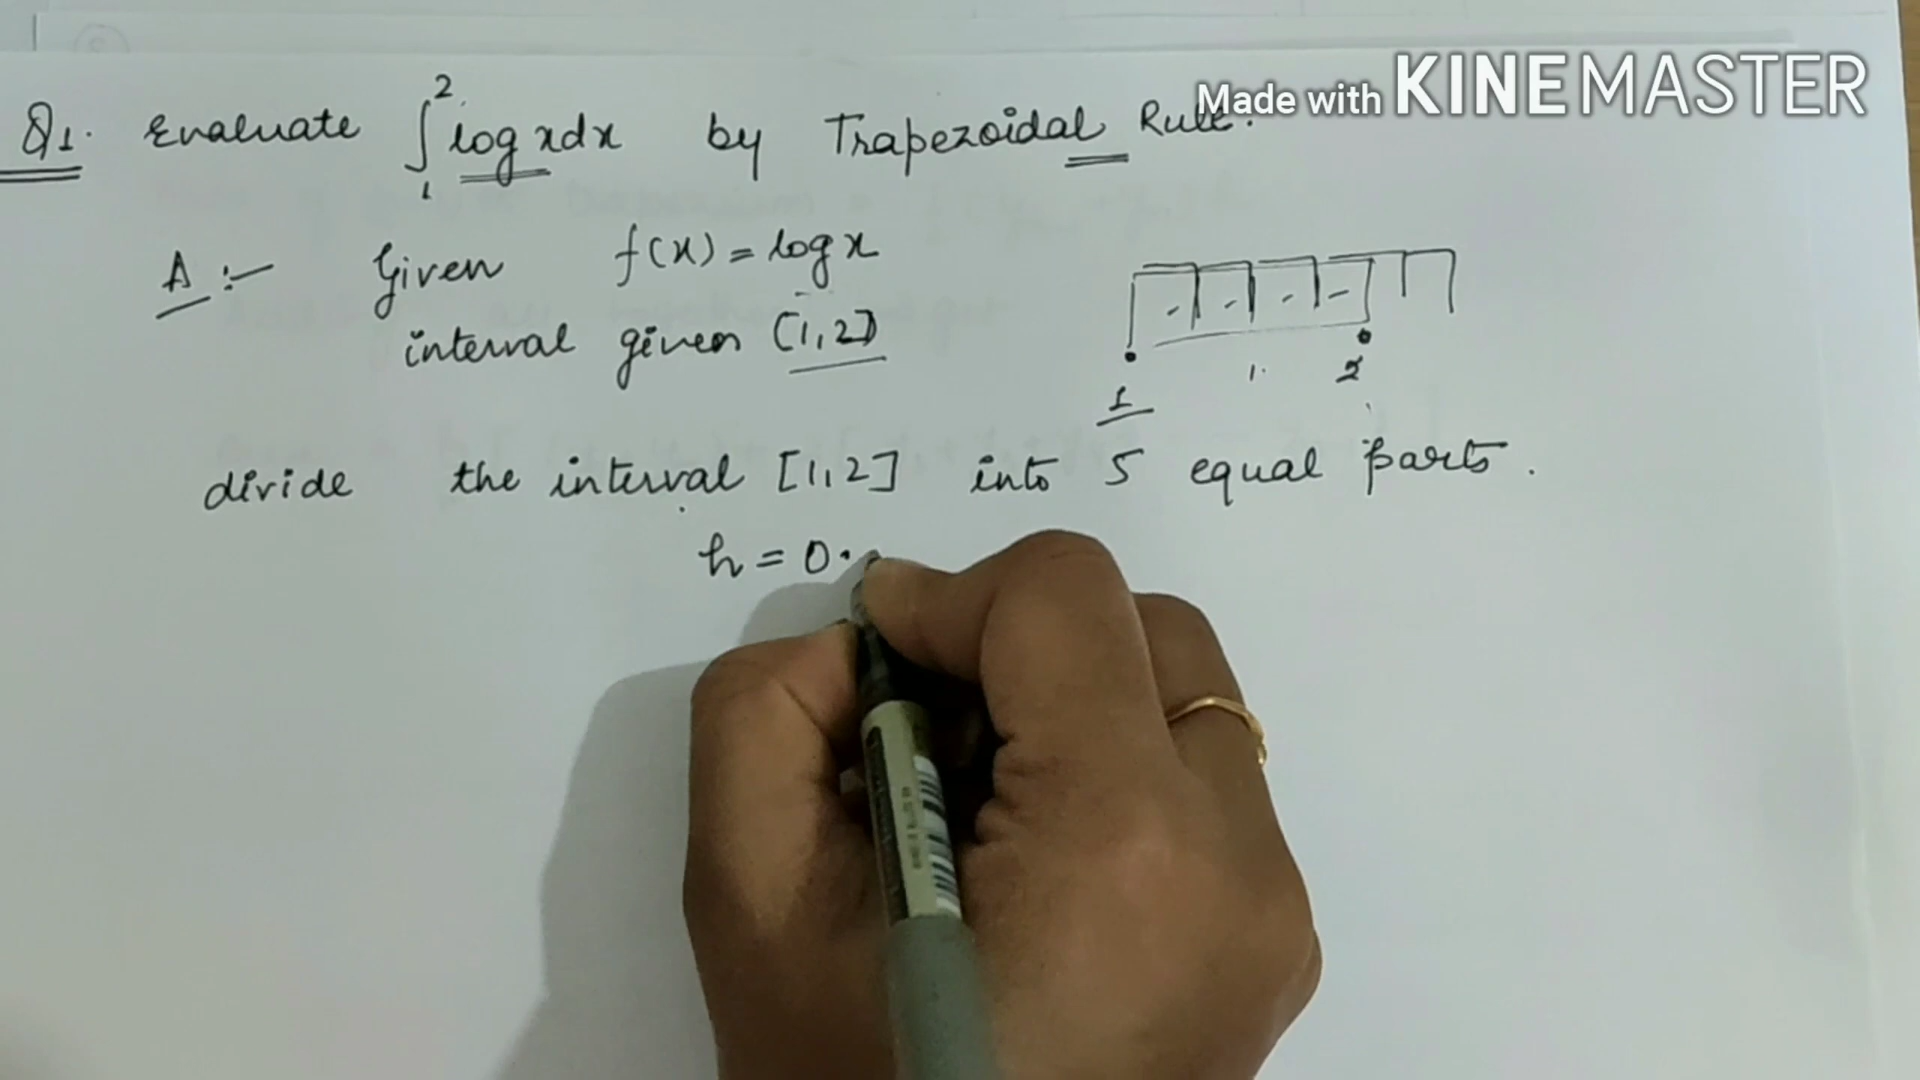 Made with KINEMASTER
Q1. Evaluate ∫₁² log x dx by Trapezoidal Rule.
A :- Given f(x) = log x
interval given [1,2]
1 1. 2
divide the interval [1,2] into 5 equal parts.
h = 0.